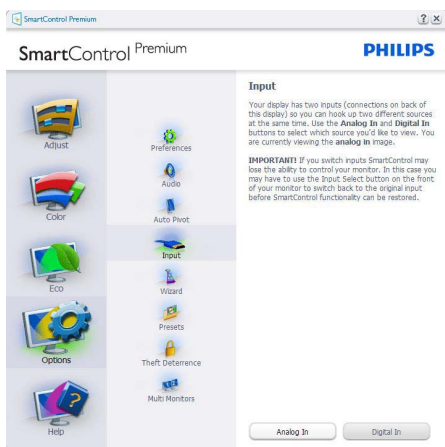 SmartControl Premium
? x
SmartControl Premium
PHILIPS
Adjust
Color
Eco
Options
Help
Preferences
Audio
Auto Pivot
Input
Wizard
Presets
Theft Deterrence
Multi Monitors
Input
Your display has two inputs (connections on back of
this display) so you can hook up two different sources
at the same time. Use the Analog In and Digital In
buttons to select which source you'd like to view. You
are currently viewing the analog in image.
IMPORTANT! If you switch inputs SmartControl may
lose the ability to control your monitor. In this case you
may have to use the Input Select button on the front
of your monitor to switch back to the original input
before SmartControl functionality can be restored.
Analog In
Digital In